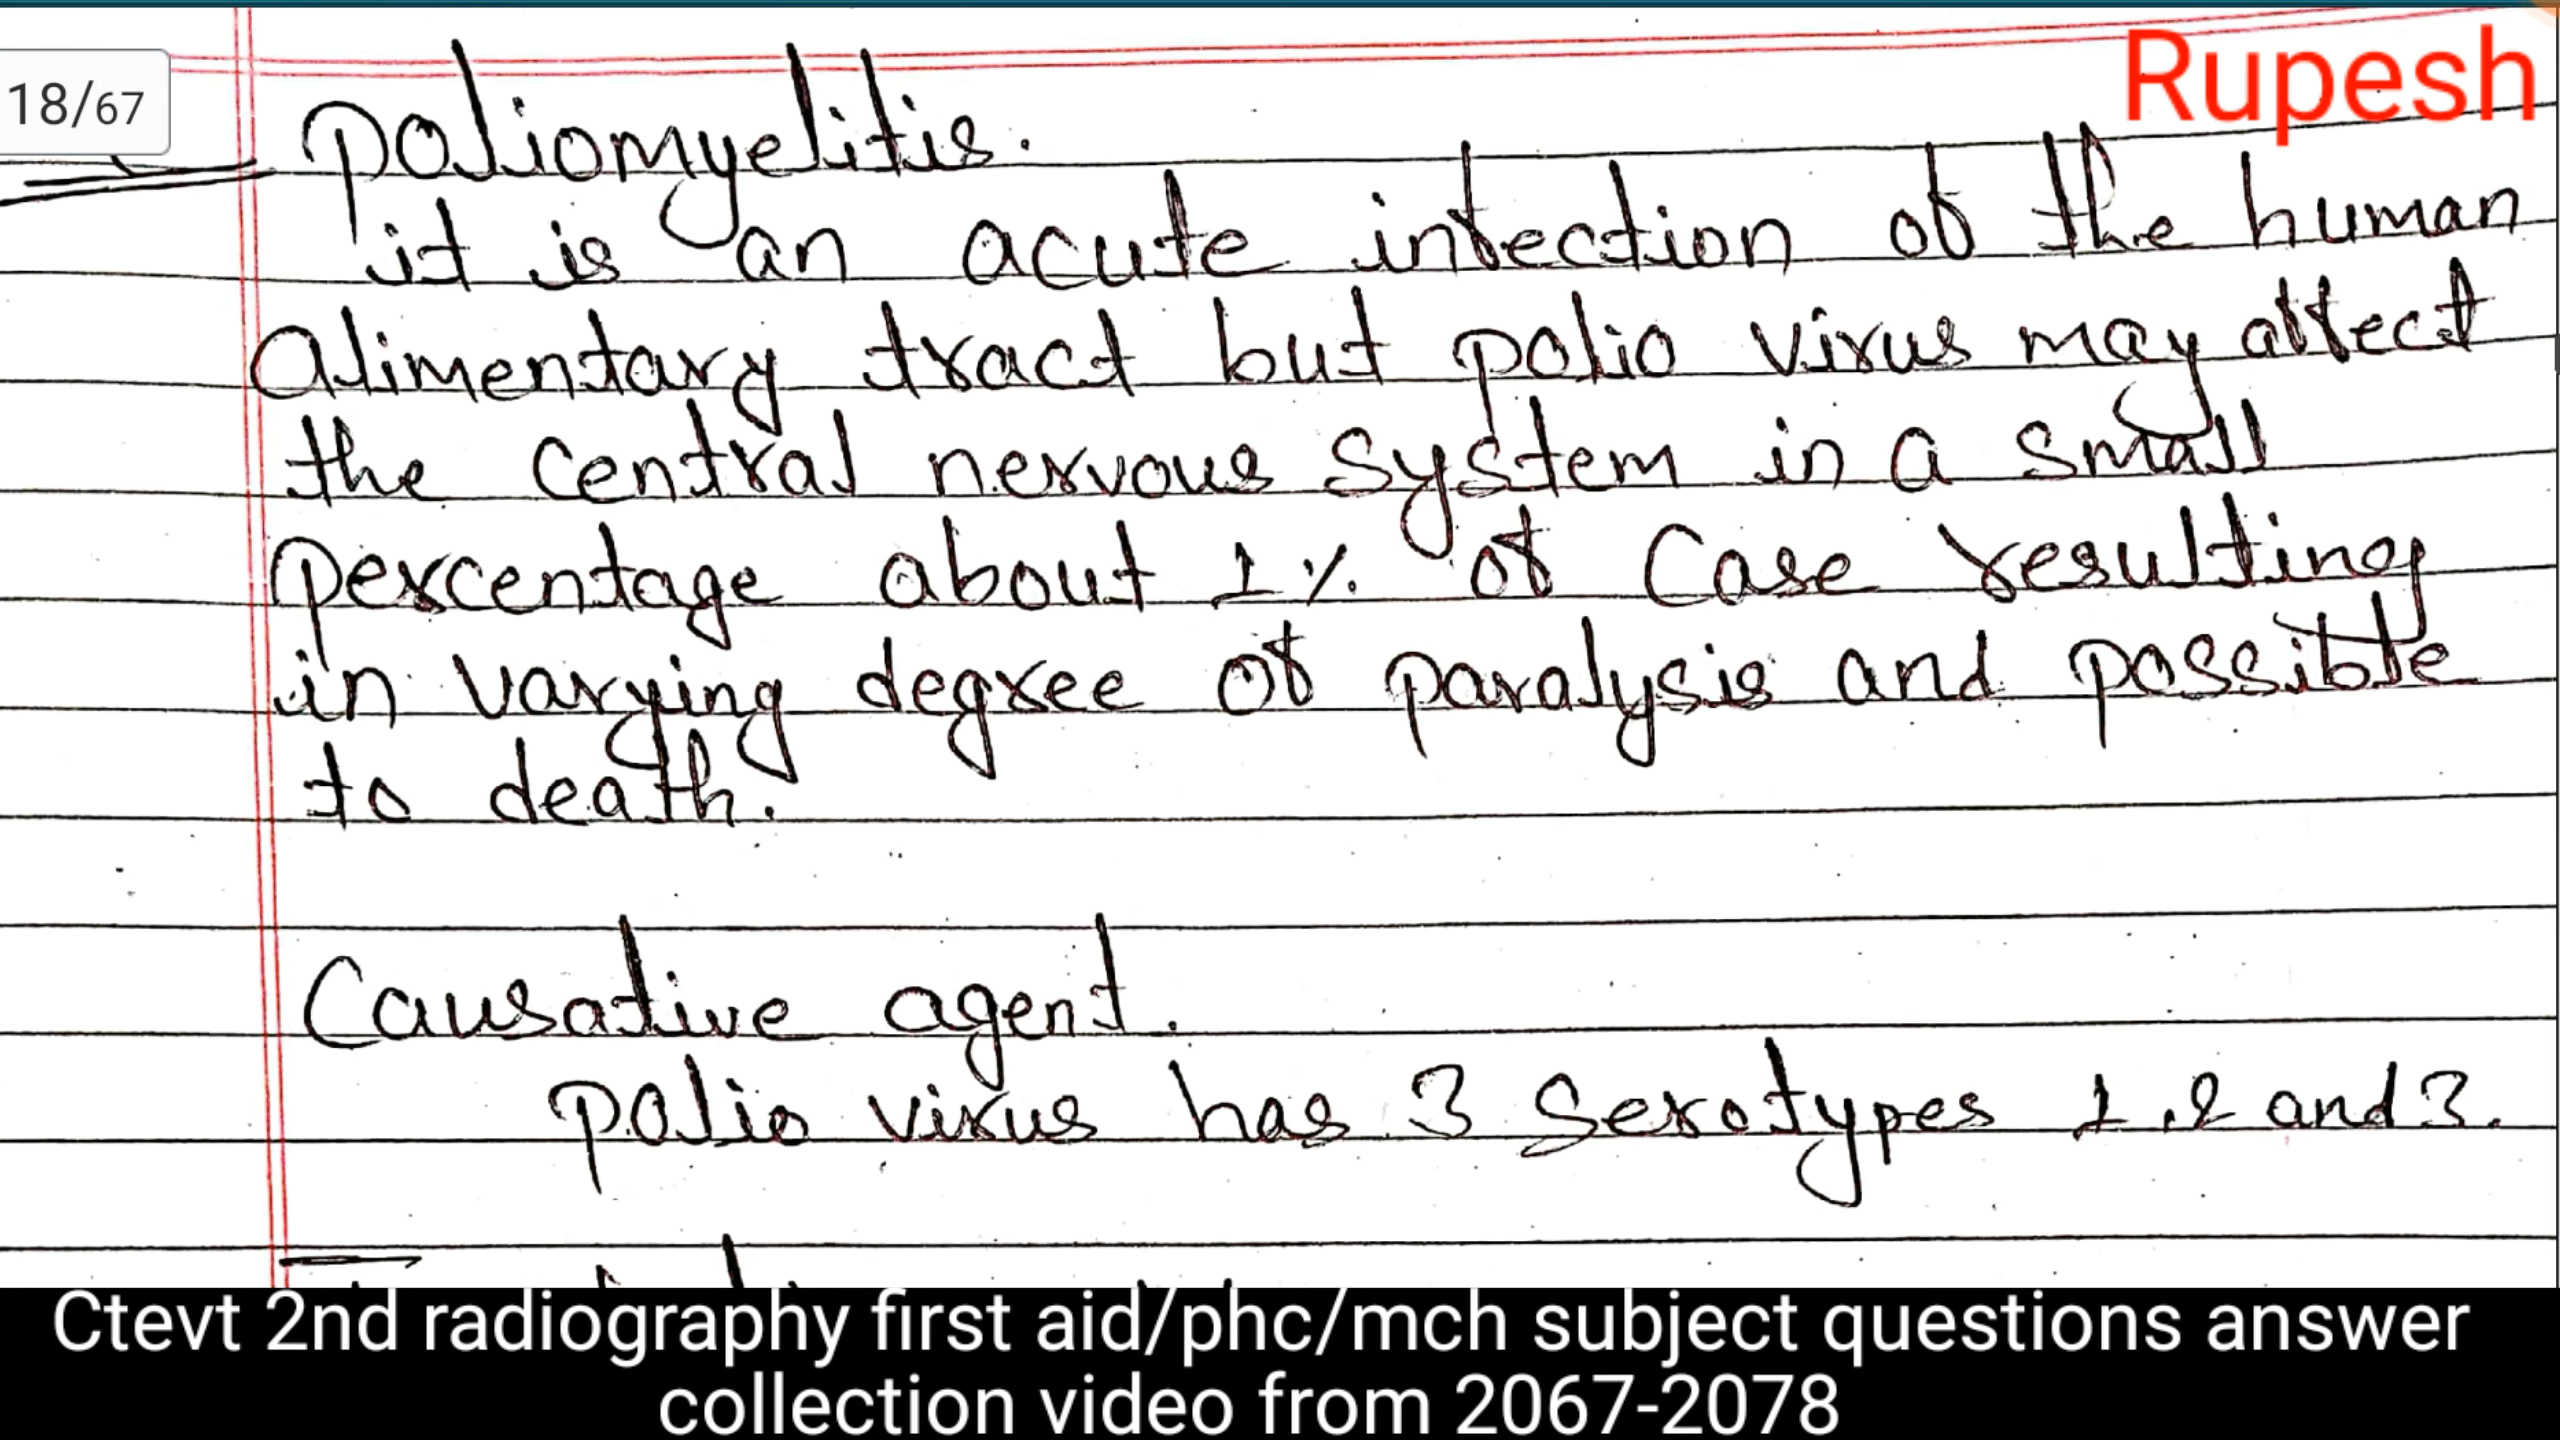 Rupesh
18/67
poliomyelitis.
it is an acute infection of the human
Alimentary tract but polio virus may affect
the central nervous system in a small
percentage about 1% of case resulting
in varying degree of paralysis and possible
to death.
Causative agent.
polio virus has 3 Serotypes 1,2 and 3.
Ctevt 2nd radiography first aid/phc/mch subject questions answer
collection video from 2067-2078